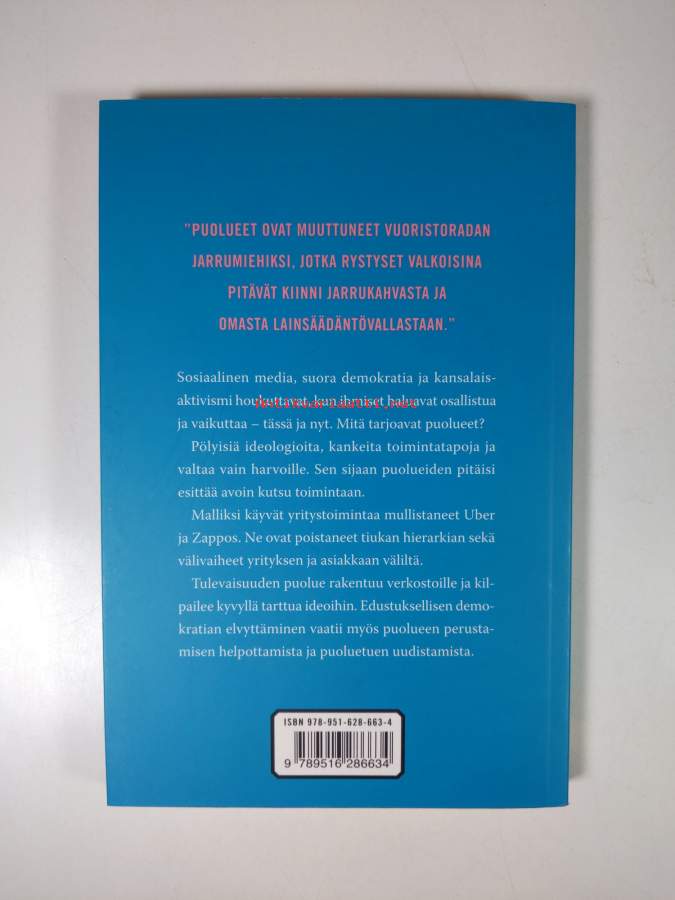 ”PUOLUEET OVAT MUUTTUNEET VUORISTORADAN
JARRUMIEHIKSI, JOTKA RYSTYSET VALKOISINA
PITÄVÄT KIINNI JARRUKAHVASTA JA
OMASTA LAINSÄÄDÄNTÖVALLASTAAN.”
Sosiaalinen media, suora demokratia ja kansalais-
aktivismi houkuttavat, kun ihmiset haluavat osallistua
ja vaikuttaa – tässä ja nyt. Mitä tarjoavat puolueet?
Pölyisiä ideologioita, kankeita toimintatapoja ja
valtaa vain harvoille. Sen sijaan puolueiden pitäisi
esittää avoin kutsu toimintaan.
Malliksi käyvät yritystoimintaa mullistaneet Uber
ja Zappos. Ne ovat poistaneet tiukan hierarkian sekä
välivaiheet yrityksen ja asiakkaan väliltä.
Tulevaisuuden puolue rakentuu verkostoille ja kil-
pailee kyvyllä tarttua ideoihin. Edustuksellisen demo-
kratian elvyttäminen vaatii myös puolueen perusta-
misen helpottamista ja puoluetuen uudistamista.
ISBN 978-951-628-663-4
9 789516 286634